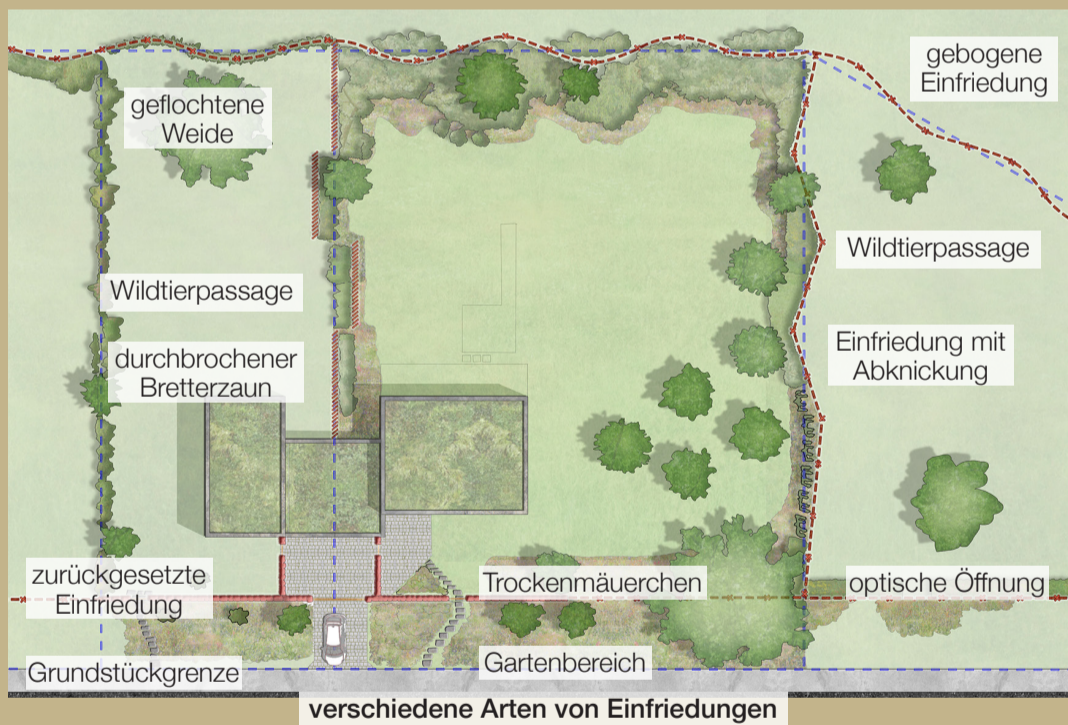 gebogene
Einfriedung
geflochtene
Weide
Wildtierpassage
Wildtierpassage
durchbrochener
Bretterzaun
Einfriedung mit
Abknickung
zurückgesetzte
Einfriedung
Trockenmäuerchen
optische Öffnung
Grundstückgrenze
Gartenbereich
verschiedene Arten von Einfriedungen